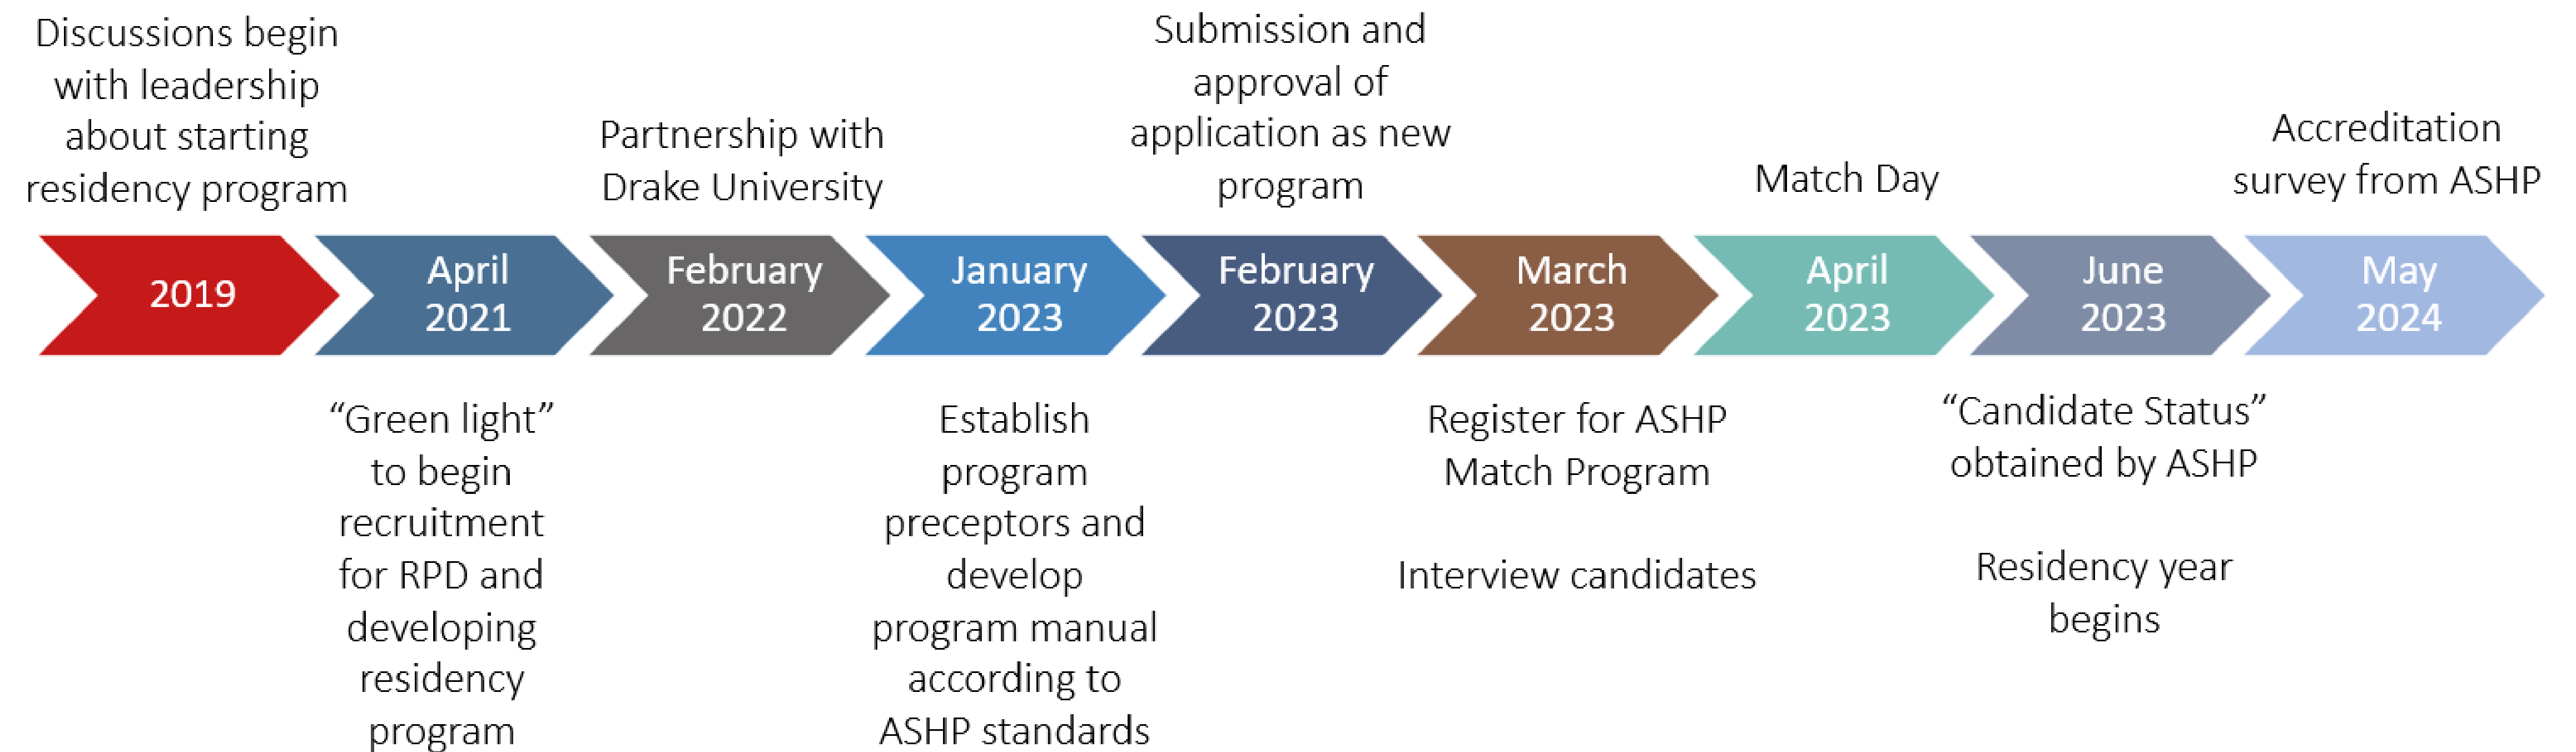 Discussions begin
with leadership
about starting
residency program
2019
April
2021
“Green light”
to begin
recruitment
for RPD and
developing
residency
program
Partnership with
Drake University
February
2022
January
2023
Establish
program
preceptors and
develop
program manual
according to
ASHP standards
Submission and
approval of
application as new
program
February
2023
March
2023
Register for ASHP
Match Program
Interview candidates
Match Day
April
2023
June
2023
“Candidate Status”
obtained by ASHP
Residency year
begins
Accreditation
survey from ASHP
May
2024